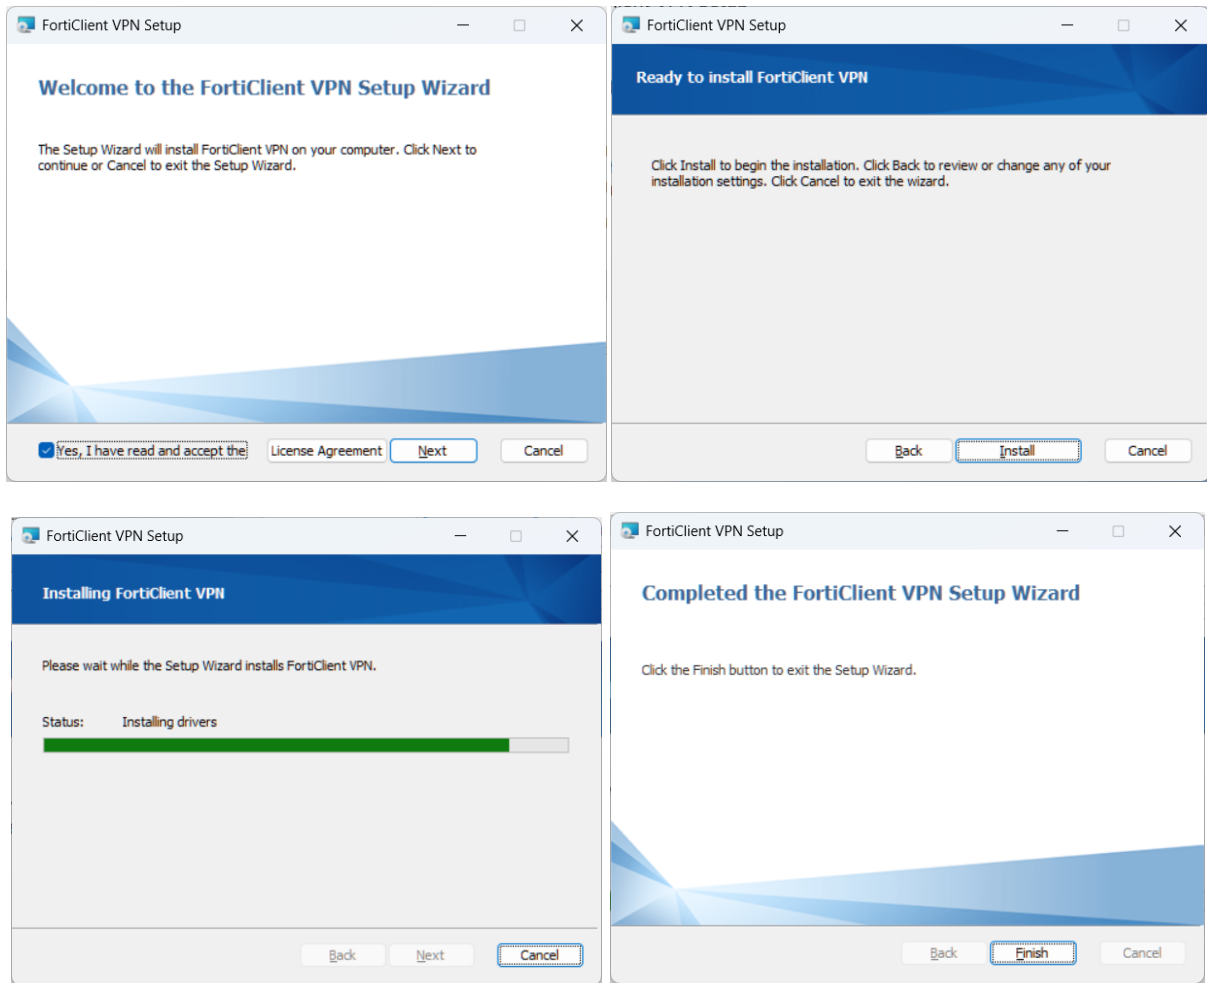 FortiClient VPN Setup
Welcome to the FortiClient VPN Setup Wizard
The Setup Wizard will install FortiClient VPN on your computer. Click Next to
continue or Cancel to exit the Setup Wizard.
Yes, I have read and accept the
License Agreement
Next
Cancel
FortiClient VPN Setup
Ready to install FortiClient VPN
Click Install to begin the installation. Click Back to review or change any of your
installation settings. Click Cancel to exit the wizard.
Back
Install
Cancel
FortiClient VPN Setup
Installing FortiClient VPN
Please wait while the Setup Wizard installs FortiClient VPN.
Status: Installing drivers
Back
Next
Cancel
FortiClient VPN Setup
Completed the FortiClient VPN Setup Wizard
Click the Finish button to exit the Setup Wizard.
Back
Finish
Cancel